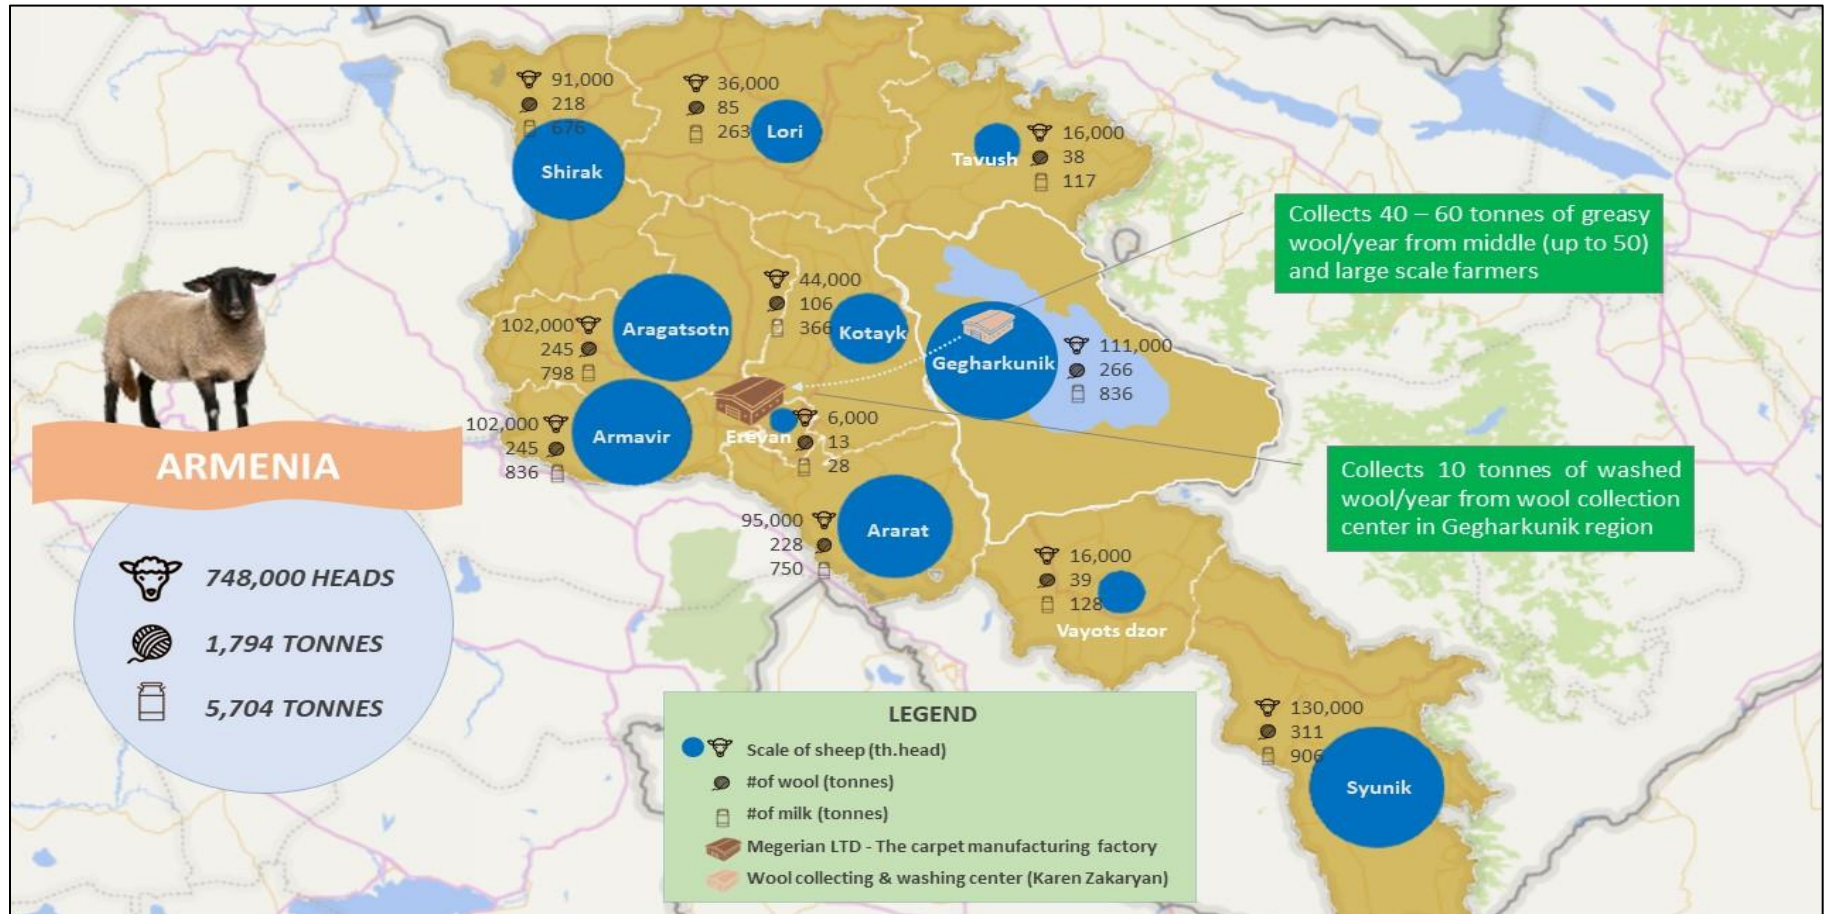 91,000
218
676
Shirak
36,000
85
263
Lori
16,000
38
117
Tavush
Collects 40 – 60 tonnes of greasy
wool/year from middle (up to 50)
and large scale farmers
102,000
245
798
Aragatsotn
44,000
106
366
Kotayk
Gegharkunik
111,000
266
836
102,000
245
836
Armavir
Erevan
6,000
13
28
Collects 10 tonnes of washed
wool/year from wool collection
center in Gegharkunik region
ARMENIA
748,000 HEADS
1,794 TONNES
5,704 TONNES
95,000
228
750
Ararat
16,000
39
128
Vayots dzor
130,000
311
906
Syunik
LEGEND
Scale of sheep (th.head)
#of wool (tonnes)
#of milk (tonnes)
Megerian LTD - The carpet manufacturing factory
Wool collecting & washing center (Karen Zakaryan)